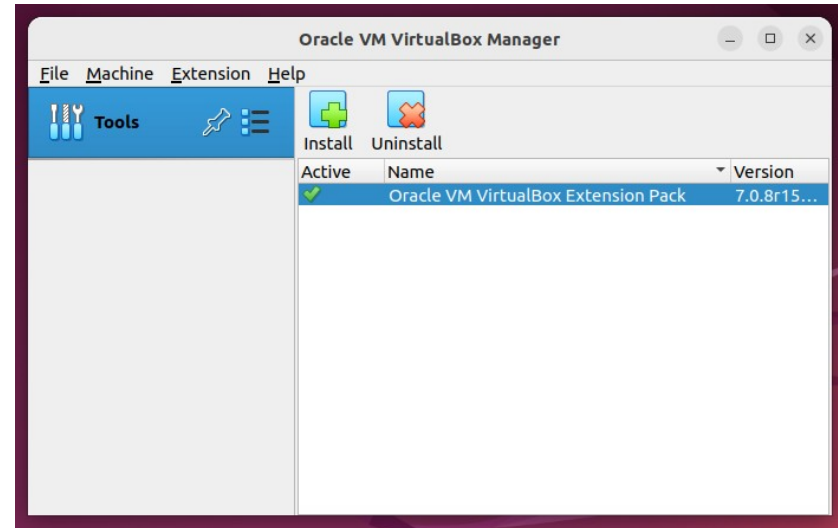 Oracle VM VirtualBox Manager
File Machine Extension Help
Tools
Install Uninstall
Active Name Version
Oracle VM VirtualBox Extension Pack 7.0.8r15...